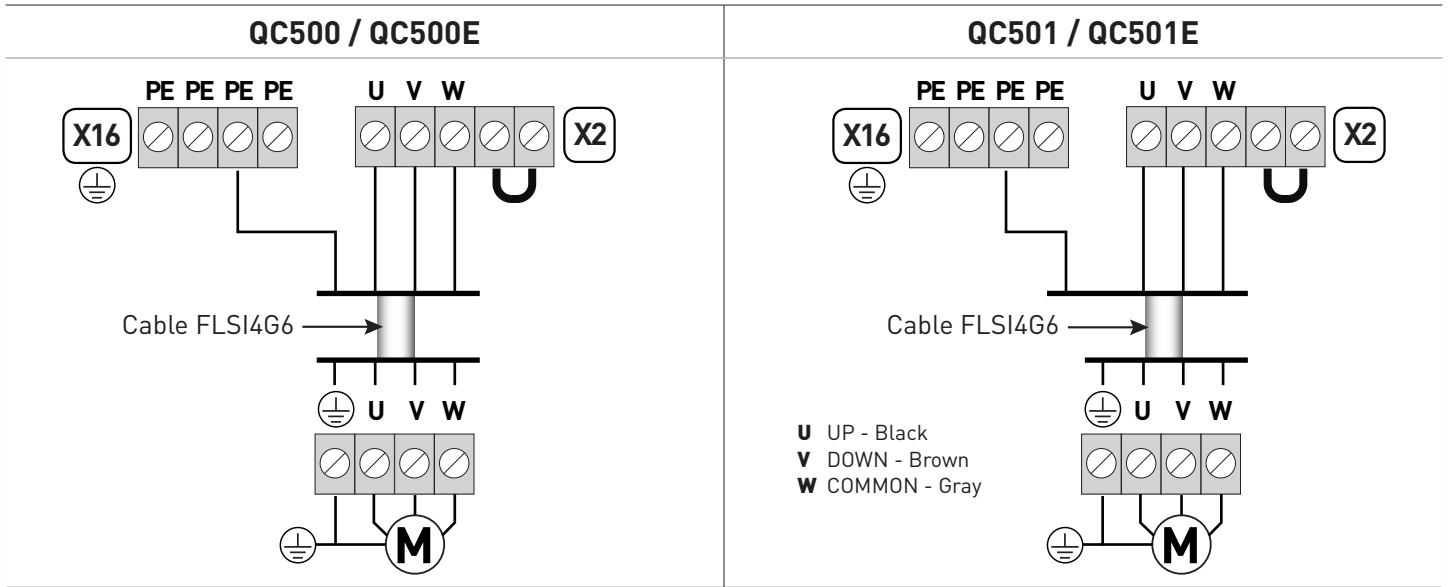 QC500 / QC500E
PE PE PE PE U V W
X16 X2
Cable FLSI4G6
U V W
M
QC501 / QC501E
PE PE PE PE U V W
X16 X2
Cable FLSI4G6
U V W
U UP - Black
V DOWN - Brown
W COMMON - Gray
M